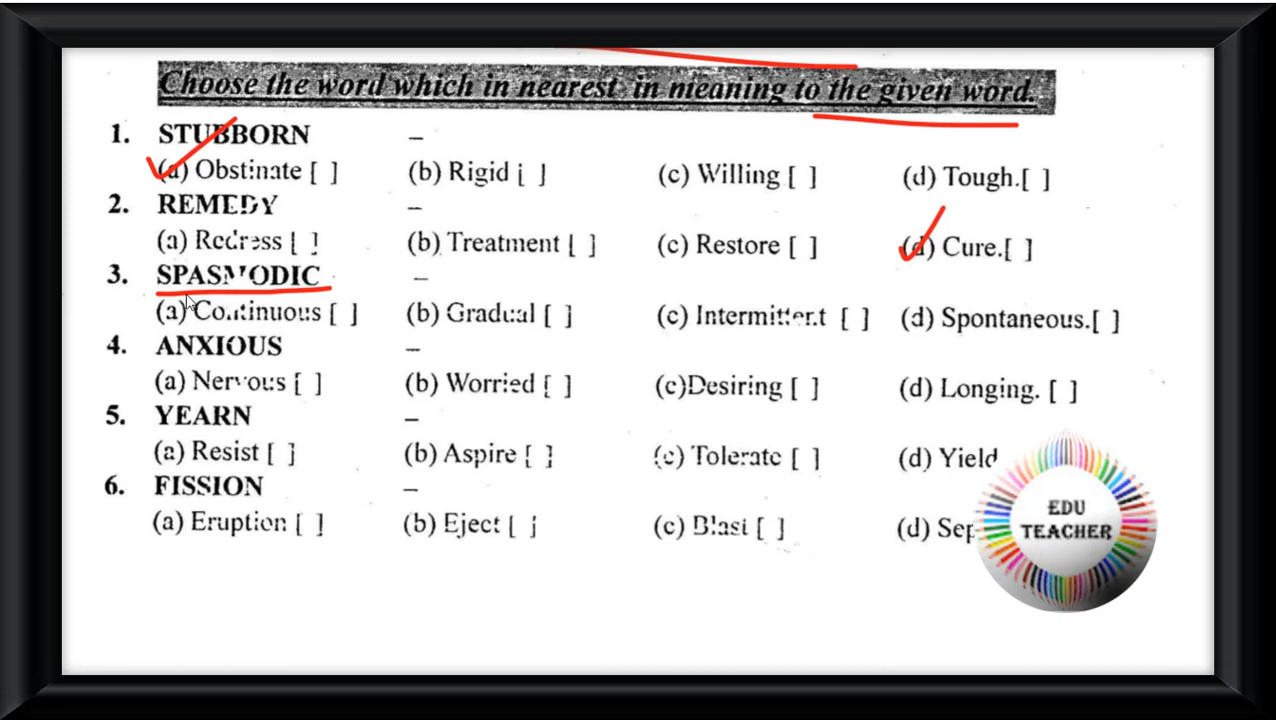 Choose the word which in nearest in meaning to the given word.
1. STUBBORN –
(a) Obstinate [ ] (b) Rigid [ ] (c) Willing [ ] (d) Tough.[ ]
2. REMEDY –
(a) Redress [ ] (b) Treatment [ ] (c) Restore [ ] (d) Cure.[ ]
3. SPASMODIC –
(a) Continuous [ ] (b) Gradual [ ] (c) Intermittent [ ] (d) Spontaneous.[ ]
4. ANXIOUS –
(a) Nervous [ ] (b) Worried [ ] (c)Desiring [ ] (d) Longing. [ ]
5. YEARN –
(a) Resist [ ] (b) Aspire [ ] (c) Tolerate [ ] (d) Yield
6. FISSION –
(a) Eruption [ ] (b) Eject [ ] (c) Blast [ ] (d)
EDU
TEACHER